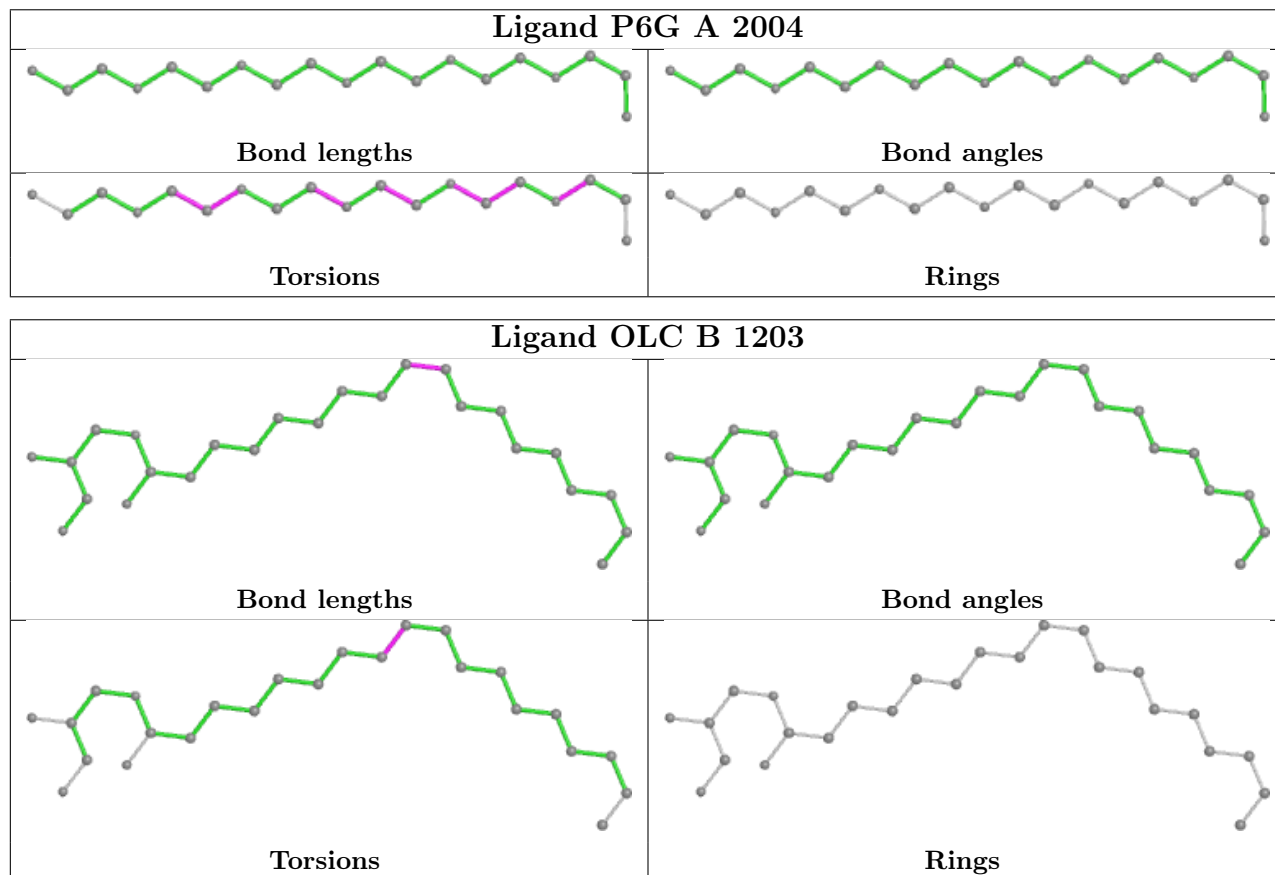 Ligand P6G A 2004
Bond lengths
Bond angles
Torsions
Rings
Ligand OLC B 1203
Bond lengths
Bond angles
Torsions
Rings